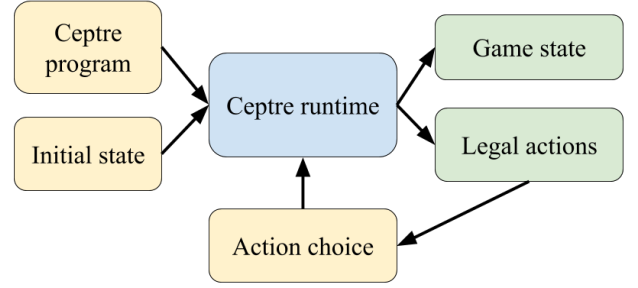 Ceptre
program
Initial state
Ceptre runtime
Game state
Legal actions
Action choice